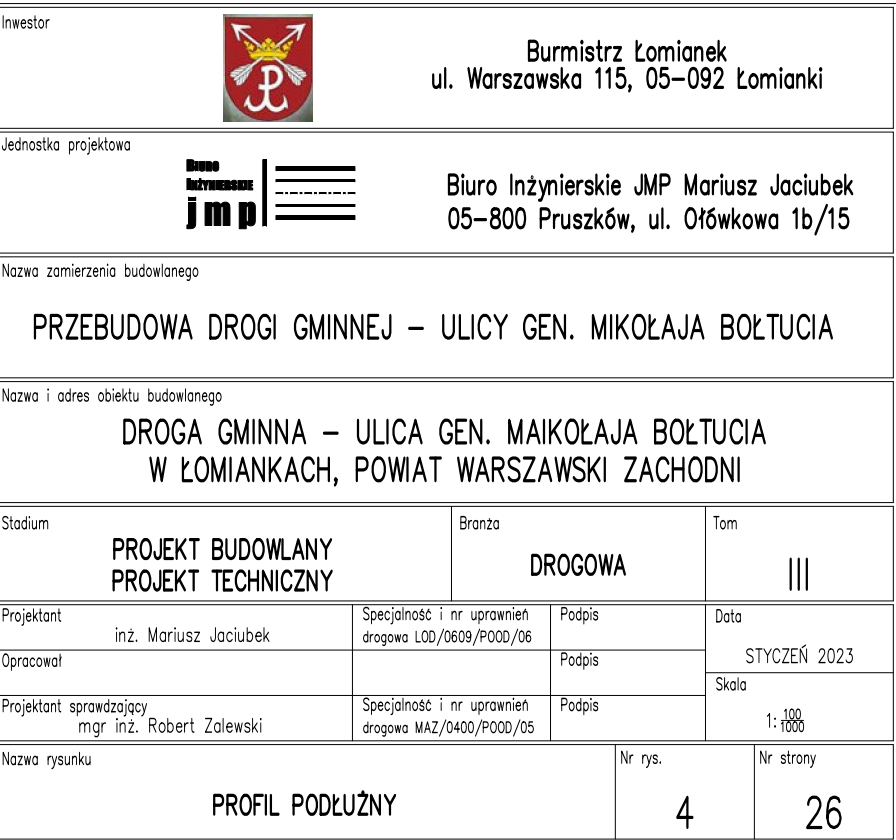 Inwestor
Burmistrz Łomianek
ul. Warszawska 115, 05-092 Łomianki
Jednostka projektowa
BIURO
INŻYNIERSKIE
jmp
Biuro Inżynierskie JMP Mariusz Jaciubek
05-800 Pruszków, ul. Ołówkowa 1b/15
Nazwa zamierzenia budowlanego
PRZEBUDOWA DROGI GMINNEJ – ULICY GEN. MIKOŁAJA BOŁTUCIA
Nazwa i adres obiektu budowlanego
DROGA GMINNA – ULICA GEN. MAIKOŁAJA BOŁTUCIA
W ŁOMIANKACH, POWIAT WARSZAWSKI ZACHODNI
Stadium
PROJEKT BUDOWLANY
PROJEKT TECHNICZNY
Branża
DROGOWA
Tom
III
Projektant
inż. Mariusz Jaciubek
Specjalność i nr uprawnień
drogowa LOD/0609/POOD/06
Podpis
Data
STYCZEŃ 2023
Opracował
Podpis
Skala
1:100/1000
Projektant sprawdzający
mgr inż. Robert Zalewski
Specjalność i nr uprawnień
drogowa MAZ/0400/POOD/05
Podpis
Nazwa rysunku
PROFIL PODŁUŻNY
Nr rys.
4
Nr strony
26